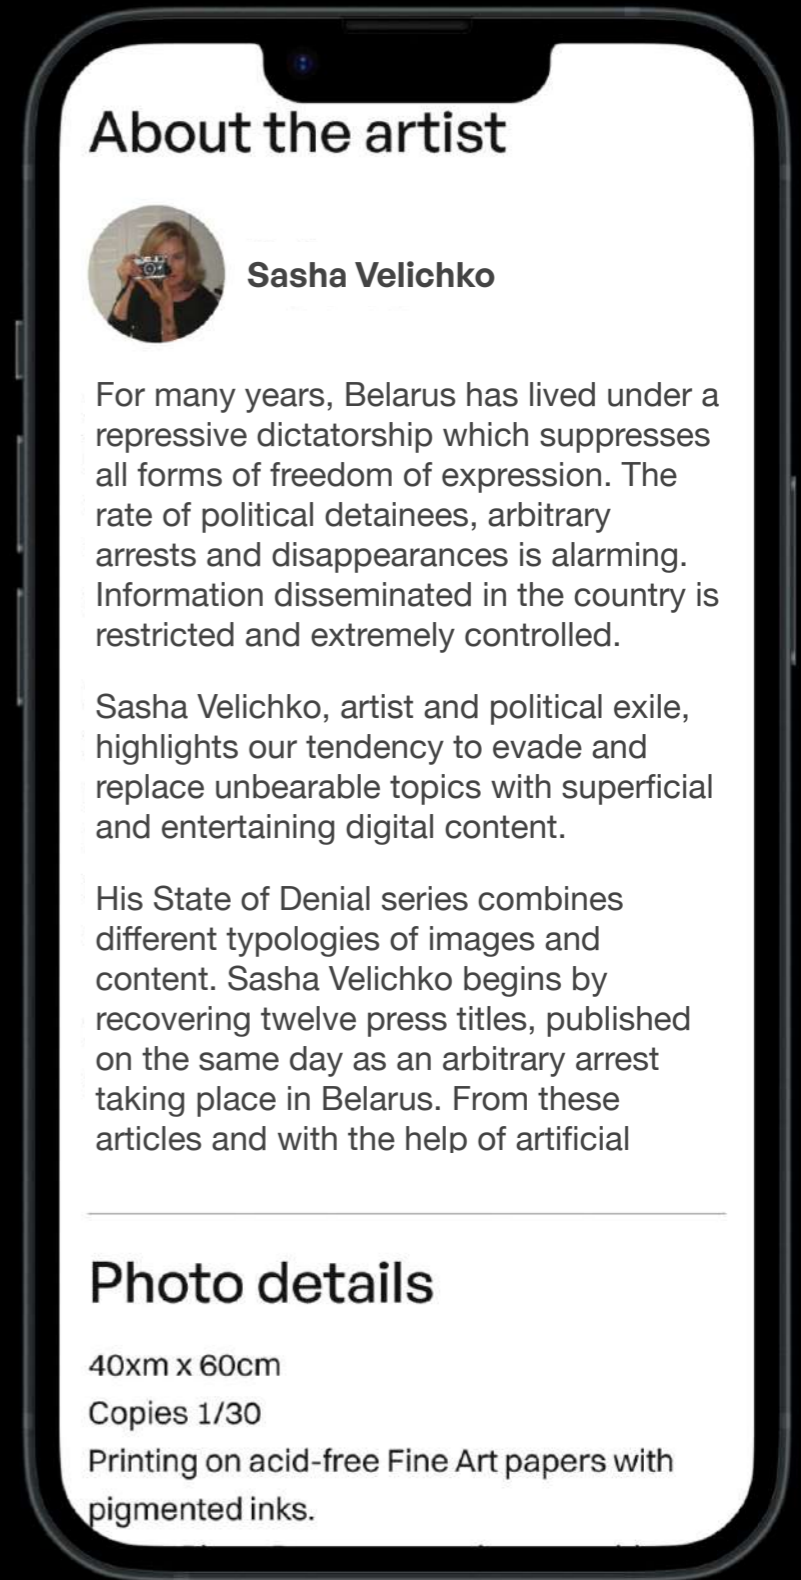 About the artist
Sasha Velichko
For many years, Belarus has lived under a
repressive dictatorship which suppresses
all forms of freedom of expression. The
rate of political detainees, arbitrary
arrests and disappearances is alarming.
Information disseminated in the country is
restricted and extremely controlled.
Sasha Velichko, artist and political exile,
highlights our tendency to evade and
replace unbearable topics with superficial
and entertaining digital content.
His State of Denial series combines
different typologies of images and
content. Sasha Velichko begins by
recovering twelve press titles, published
on the same day as an arbitrary arrest
taking place in Belarus. From these
articles and with the help of artificial
Photo details
40xm x 60cm
Copies 1/30
Printing on acid-free Fine Art papers with
pigmented inks.